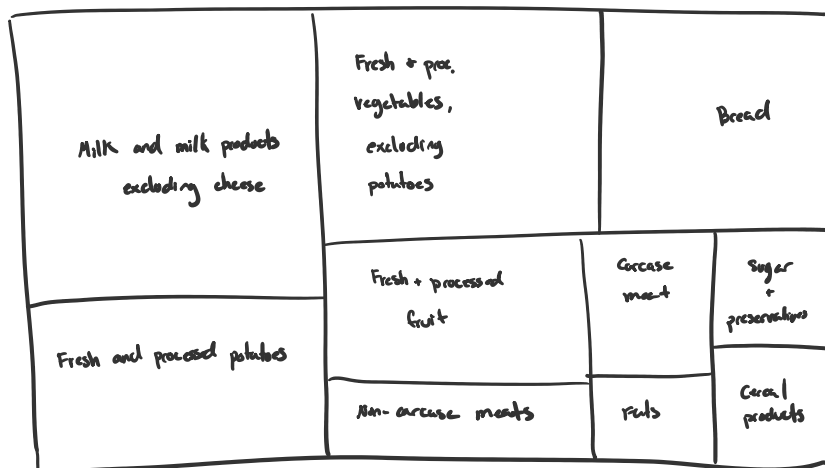 Milk and milk products
excluding cheese
Fresh + proc.
vegetables,
excluding
potatoes
Bread
Fresh + processed
fruit
Carcase
meat
Sugar
+
preservatives
Fresh and processed potatoes
Non-carcase meats
Fats
Cereal
products